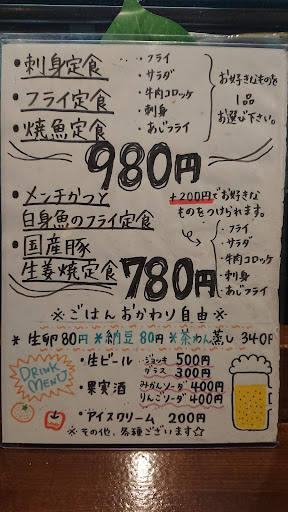 ・刺身定食
・フライ定食
・焼魚定食
・フライ
・サラダ
・牛肉コロッケ
・刺身
・あじフライ
お好きなものを
1品
お選び下さい。
980円
・メンチかつと
白身魚のフライ定食
・国産豚
生姜焼定食
780円
+200円でお好きな
ものをつけられます。
・フライ
・サラダ
・牛肉コロッケ
・刺身
・あじフライ
※ごはんおかわり自由※
*生卵80円 *納豆80円 *茶わん蒸し 340円
DRINK
MENU
・生ビール ジョッキ 500円
グラス 300円
・果実酒 みかんソーダ 400円
りんごソーダ 400円
・アイスクリーム 200円
※その他、各種ございます☆